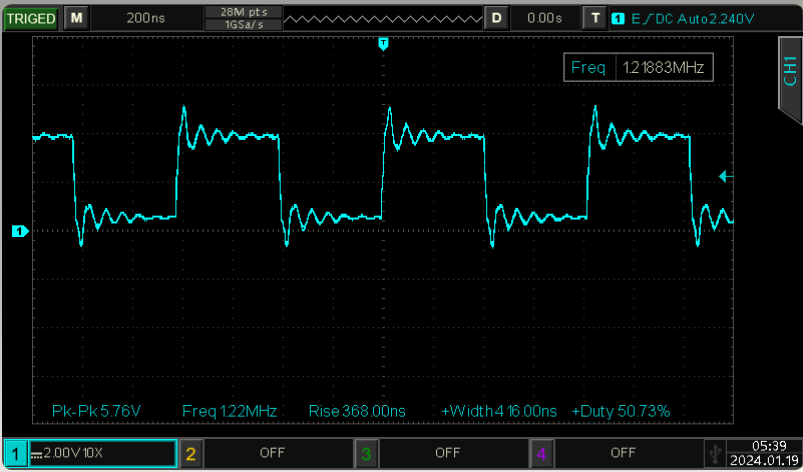 TRIGED M 200ns 28M pts D 0.00s T 1 E DC Auto 2.240V
1GSa/s
T
Freq 1.21883MHz
CH1
1
Pk-Pk 5.76V Freq 1.22MHz Rise 368.00ns +Width 416.00ns +Duty 50.73%
1 2.00V 10X 2 OFF 3 OFF 4 OFF 05:39
2024.01.19